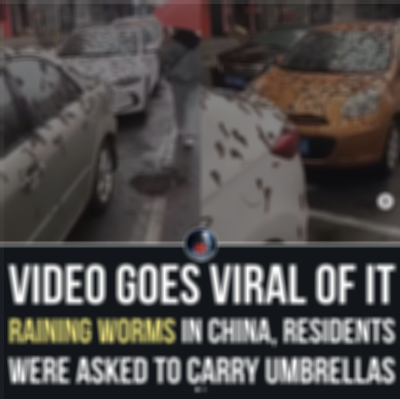 VIDEO GOES VIRAL OF IT
RAINING WORMS IN CHINA, RESIDENTS
WERE ASKED TO CARRY UMBRELLAS